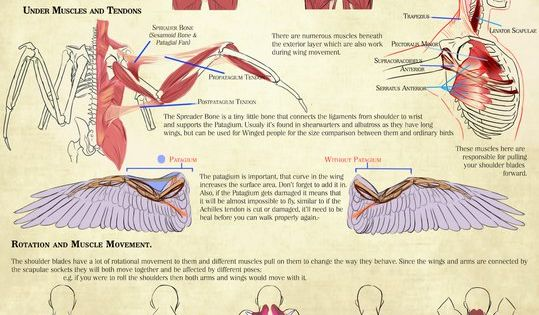 Under Muscles and Tendons
Spreader Bone
(Sesamoid Bone &
Patagial Fan)
Propatagium Tendon
Postpatagium Tendon
There are numerous muscles beneath
the exterior layer which are also work
during wing movement.
Trapezius
Levator Scapulae
Pectoralis Minor
Supracoracoideus
Anterior
Serratus Anterior
The Spreader Bone is a tiny little bone that connects the ligaments from shoulder to wrist
and supports the Patagium. Usualy it's found in shearwaters and albatross as they have long
wings, but can be used for Winged people for the size comparison between them and ordinary birds
These muscles here are
responsible for pulling
your shoulder blades
forward.
Patagium
Without Patagium
The patagium is important, that curve in the wing
increases the surface area. Don't forget to add it in.
Also, if the Patagium gets damaged it means that
it will be almost impossible to fly, similar to if the
Achilles tendon is cut or damaged, it'll need to be
heal before you can walk properly again.
Rotation and Muscle Movement.
The shoulder blades have a lot of rotational movement to them and different muscles pull on them to change the way they behave. Since the wings and arms are connected by
the scapular sockets they will both move together and be affected by different poses:
e.g. if you were to roll the shoulders then both arms and wings would move with it.